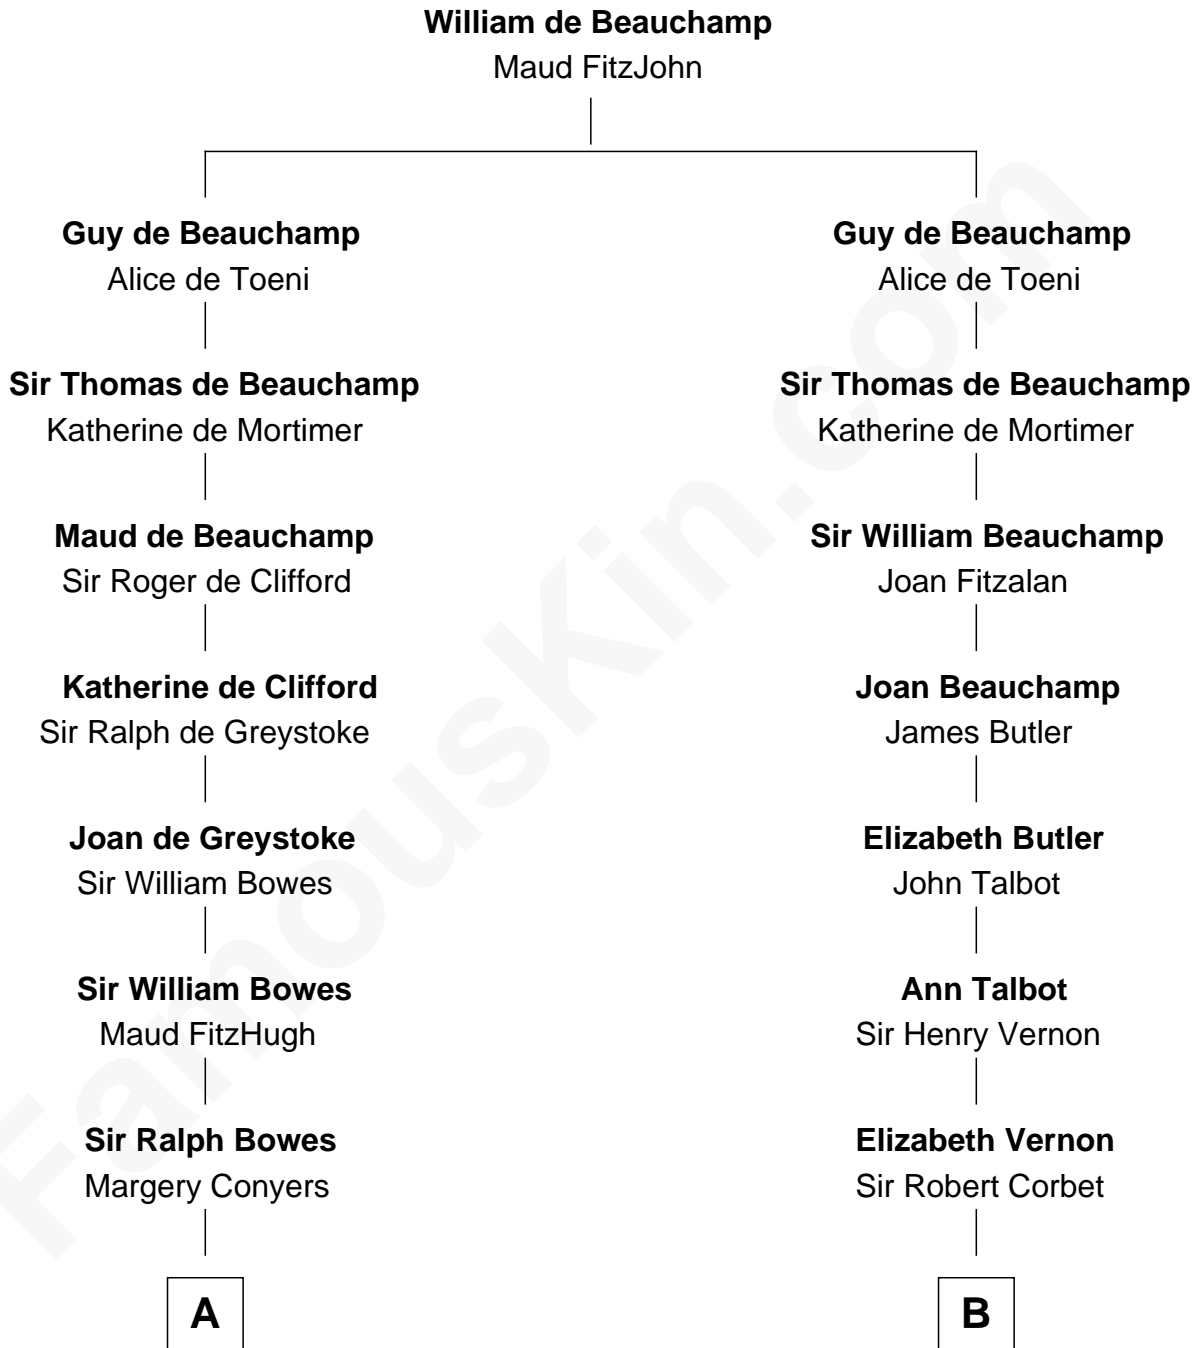 William de Beauchamp
Maud FitzJohn
Guy de Beauchamp
Alice de Toeni
Sir Thomas de Beauchamp
Katherine de Mortimer
Maud de Beauchamp
Sir Roger de Clifford
Katherine de Clifford
Sir Ralph de Greystoke
Joan de Greystoke
Sir William Bowes
Sir William Bowes
Maud FitzHugh
Sir Ralph Bowes
Margery Conyers
A
Guy de Beauchamp
Alice de Toeni
Sir Thomas de Beauchamp
Katherine de Mortimer
Sir William Beauchamp
Joan Fitzalan
Joan Beauchamp
James Butler
Elizabeth Butler
John Talbot
Ann Talbot
Sir Henry Vernon
Elizabeth Vernon
Sir Robert Corbet
B
FamousKin.com